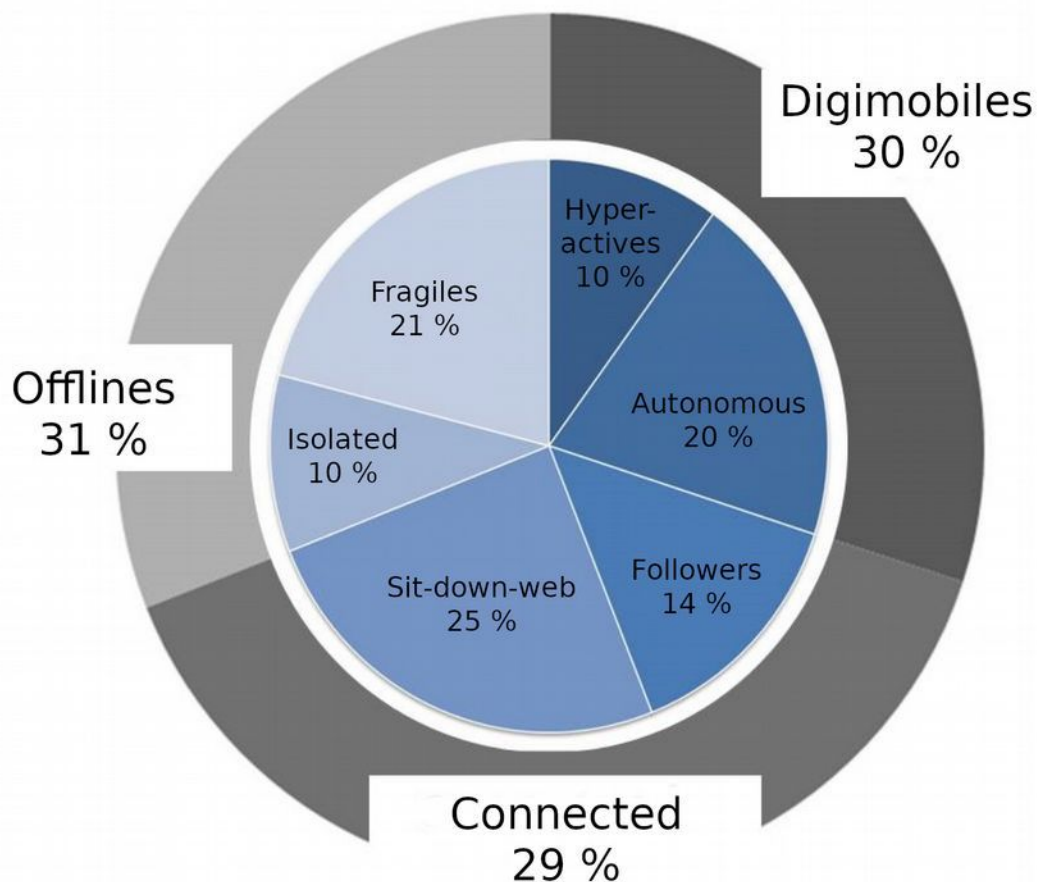 Digimobiles
30 %
Hyper-
actives
10 %
Fragiles
21 %
Autonomous
20 %
Offlines
31 %
Isolated
10 %
Followers
14 %
Sit-down-web
25 %
Connected
29 %